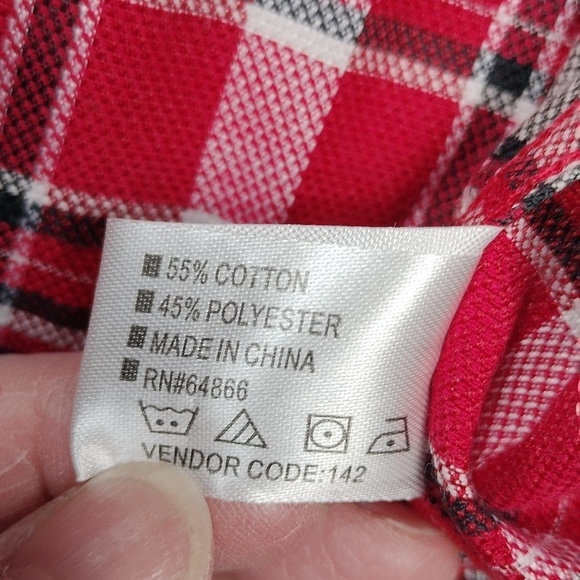 55% COTTON
45% POLYESTER
MADE IN CHINA
RN#64866
VENDOR CODE:142